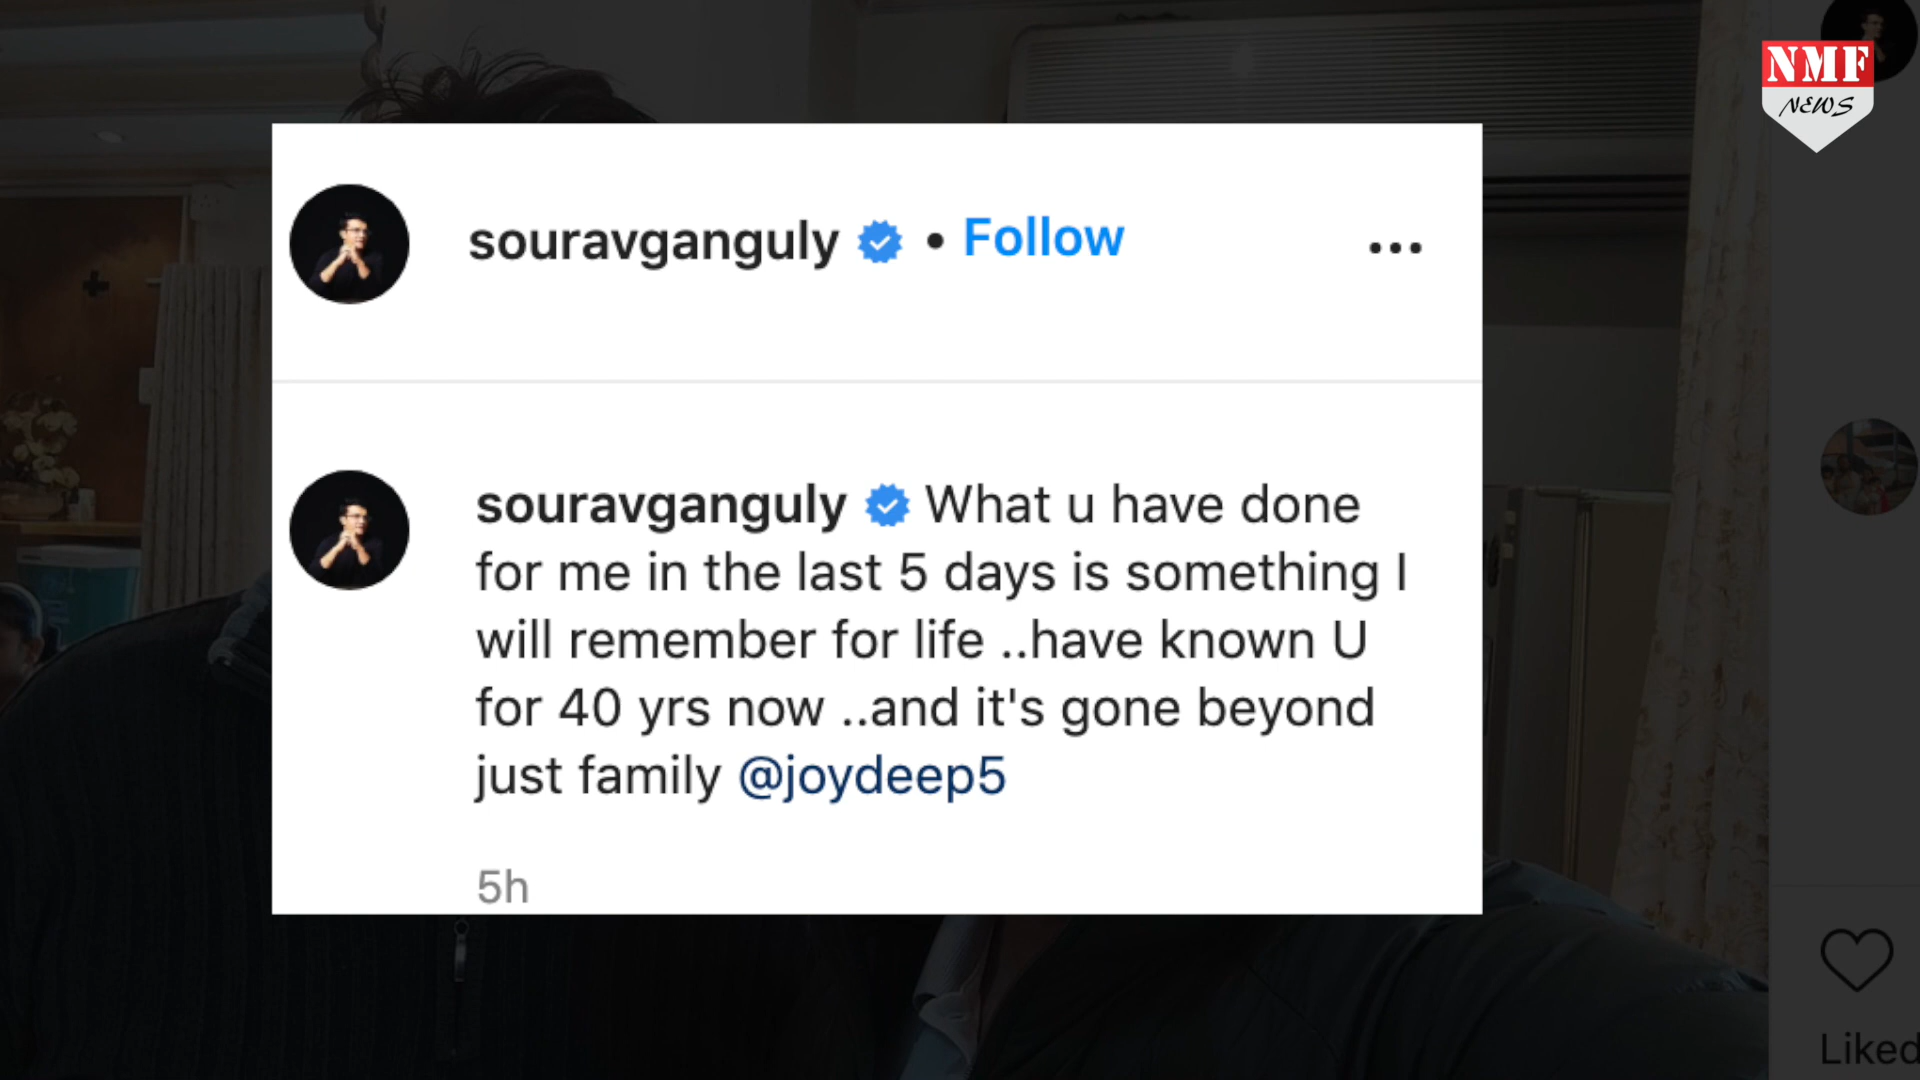 NMF
NEWS
souravganguly • Follow
souravganguly What u have done
for me in the last 5 days is something I
will remember for life ..have known U
for 40 yrs now ..and it's gone beyond
just family @joydeep5
5h
Liked